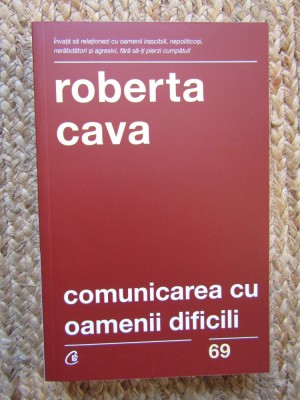 Învață să relaționezi cu oamenii irascibili, nepoliticoși,
nerăbdători și agresivi, fără să-ți pierzi cumpătul!
roberta
cava
comunicarea cu
oamenii dificili
69